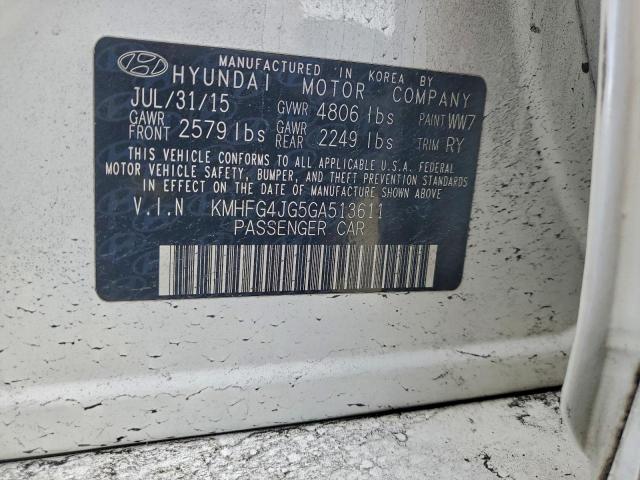 MANUFACTURED IN KOREA BY
HYUNDAI MOTOR COMPANY
JUL/31/15 GVWR 4806 lbs PAINT WW7
GAWR FRONT 2579 lbs GAWR REAR 2249 lbs TRIM RY
THIS VEHICLE CONFORMS TO ALL APPLICABLE U.S.A. FEDERAL
MOTOR VEHICLE SAFETY, BUMPER, AND THEFT PREVENTION STANDARDS
IN EFFECT ON THE DATE OF MANUFACTURE SHOWN ABOVE
V.I.N KMHFG4JG5GA513611
PASSENGER CAR